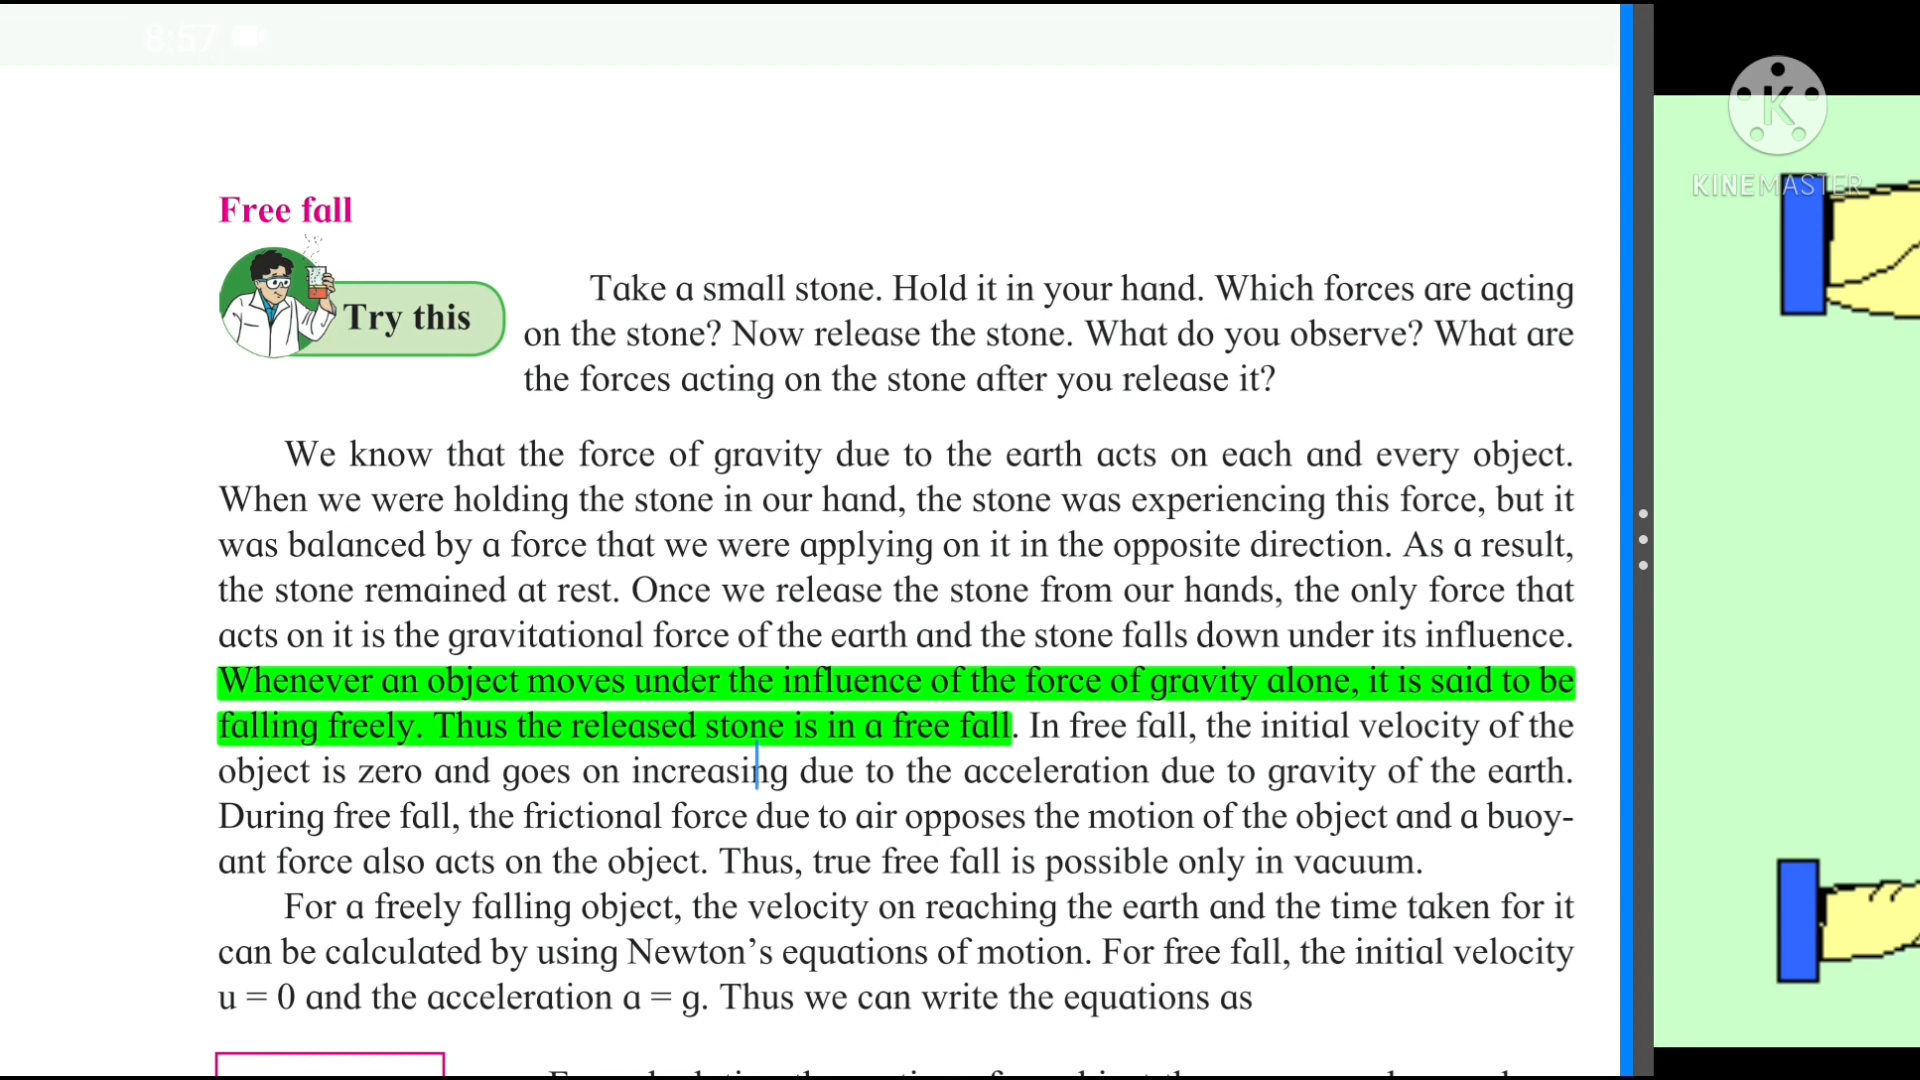 8:57
K
KINEMASTER
Free fall
Try this
Take a small stone. Hold it in your hand. Which forces are acting
on the stone? Now release the stone. What do you observe? What are
the forces acting on the stone after you release it?
We know that the force of gravity due to the earth acts on each and every object.
When we were holding the stone in our hand, the stone was experiencing this force, but it
was balanced by a force that we were applying on it in the opposite direction. As a result,
the stone remained at rest. Once we release the stone from our hands, the only force that
acts on it is the gravitational force of the earth and the stone falls down under its influence.
Whenever an object moves under the influence of the force of gravity alone, it is said to be
falling freely. Thus the released stone is in a free fall. In free fall, the initial velocity of the
object is zero and goes on increasing due to the acceleration due to gravity of the earth.
During free fall, the frictional force due to air opposes the motion of the object and a buoy-
ant force also acts on the object. Thus, true free fall is possible only in vacuum.
For a freely falling object, the velocity on reaching the earth and the time taken for it
can be calculated by using Newton’s equations of motion. For free fall, the initial velocity
u = 0 and the acceleration a = g. Thus we can write the equations as